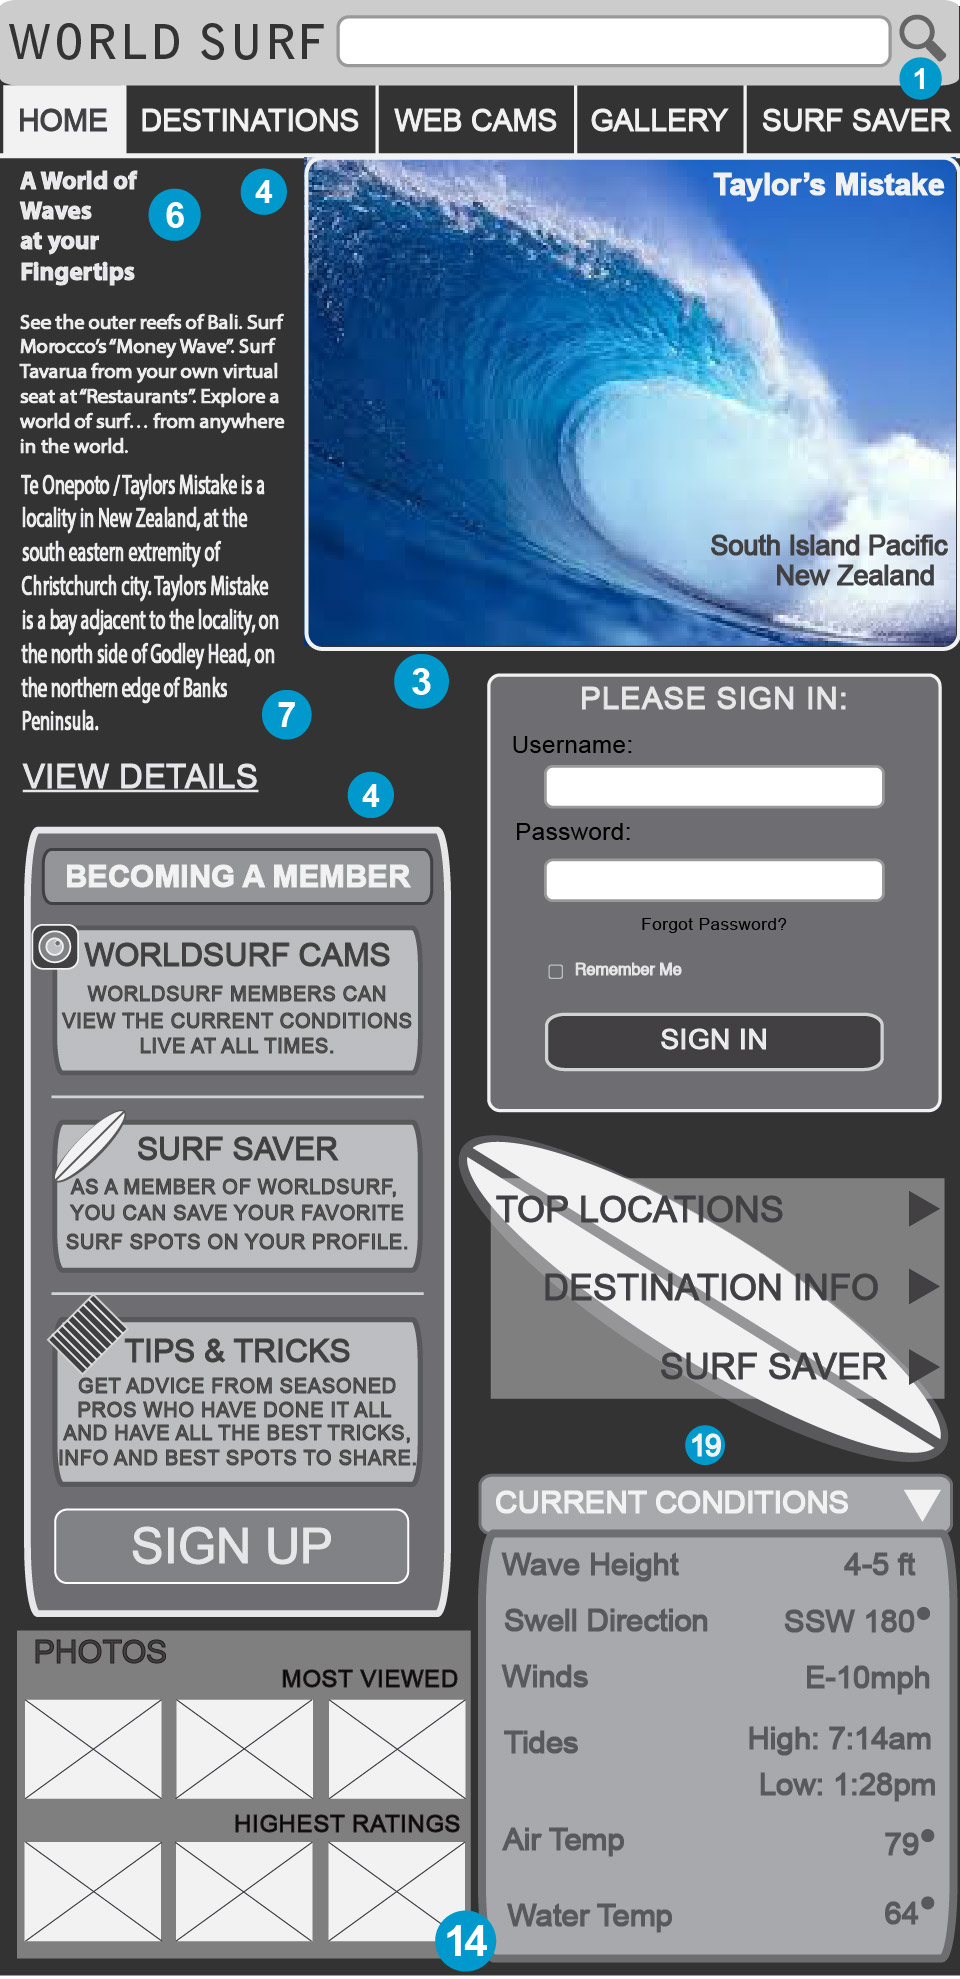 WORLD SURF
1
HOME
DESTINATIONS
WEB CAMS
GALLERY
SURF SAVER
A World of
Waves
at your
Fingertips
6
4
See the outer reefs of Bali. Surf
Morocco's "Money Wave". Surf
Tavarua from your own virtual
seat at "Restaurants". Explore a
world of surf… from anywhere
in the world.
Te Onepoto / Taylors Mistake is a
locality in New Zealand, at the
south eastern extremity of
Christchurch city. Taylors Mistake
is a bay adjacent to the locality, on
the north side of Godley Head, on
the northern edge of Banks
Peninsula.
7
VIEW DETAILS
Taylor's Mistake
South Island Pacific
New Zealand
3
4
PLEASE SIGN IN:
Username:
Password:
Forgot Password?
Remember Me
SIGN IN
BECOMING A MEMBER
WORLDSURF CAMS
WORLDSURF MEMBERS CAN
VIEW THE CURRENT CONDITIONS
LIVE AT ALL TIMES.
SURF SAVER
AS A MEMBER OF WORLDSURF,
YOU CAN SAVE YOUR FAVORITE
SURF SPOTS ON YOUR PROFILE.
TIPS & TRICKS
GET ADVICE FROM SEASONED
PROS WHO HAVE DONE IT ALL
AND HAVE ALL THE BEST TRICKS,
INFO AND BEST SPOTS TO SHARE.
SIGN UP
TOP LOCATIONS
DESTINATION INFO
SURF SAVER
19
CURRENT CONDITIONS
Wave Height 4-5 ft
Swell Direction SSW 180°
Winds E-10mph
Tides High: 7:14am
Low: 1:28pm
Air Temp 79°
Water Temp 64°
PHOTOS
MOST VIEWED
HIGHEST RATINGS
14